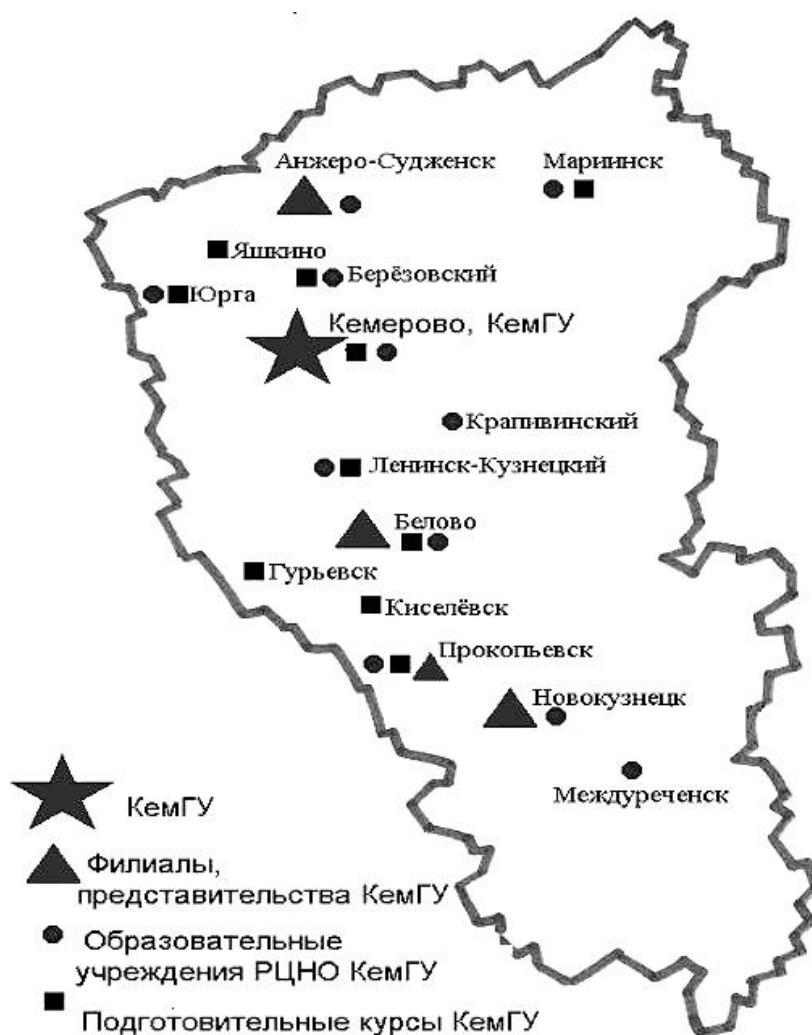 Анжеро-Судженск
Мариинск
Яшкино
Берёзовский
Юрга
Кемерово, КемГУ
Крапивинский
Ленинск-Кузнецкий
Белово
Гурьевск
Киселёвск
Прокопьевск
Новокузнецк
Междуреченск
КемГУ
Филиалы,
представительства КемГУ
Образовательные
учреждения РЦНО КемГУ
Подготовительные курсы КемГУ